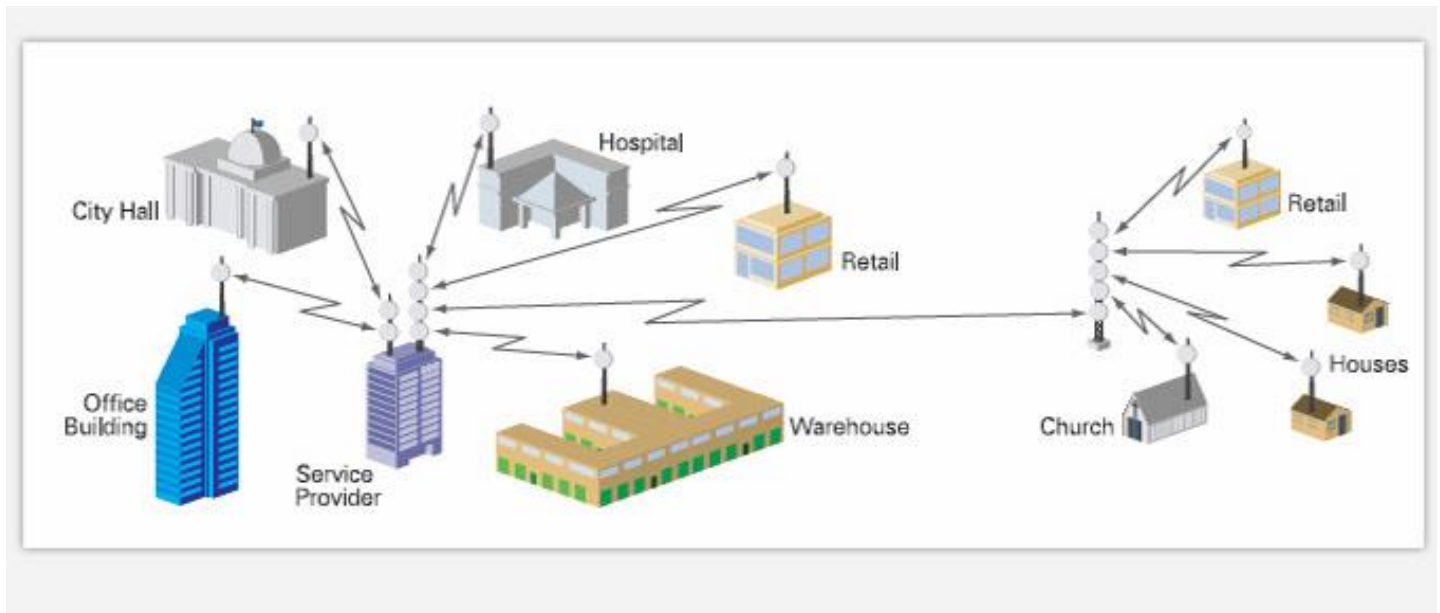 Hospital
City Hall
Retail
Retail
Office
Building
Houses
Church
Warehouse
Service
Provider